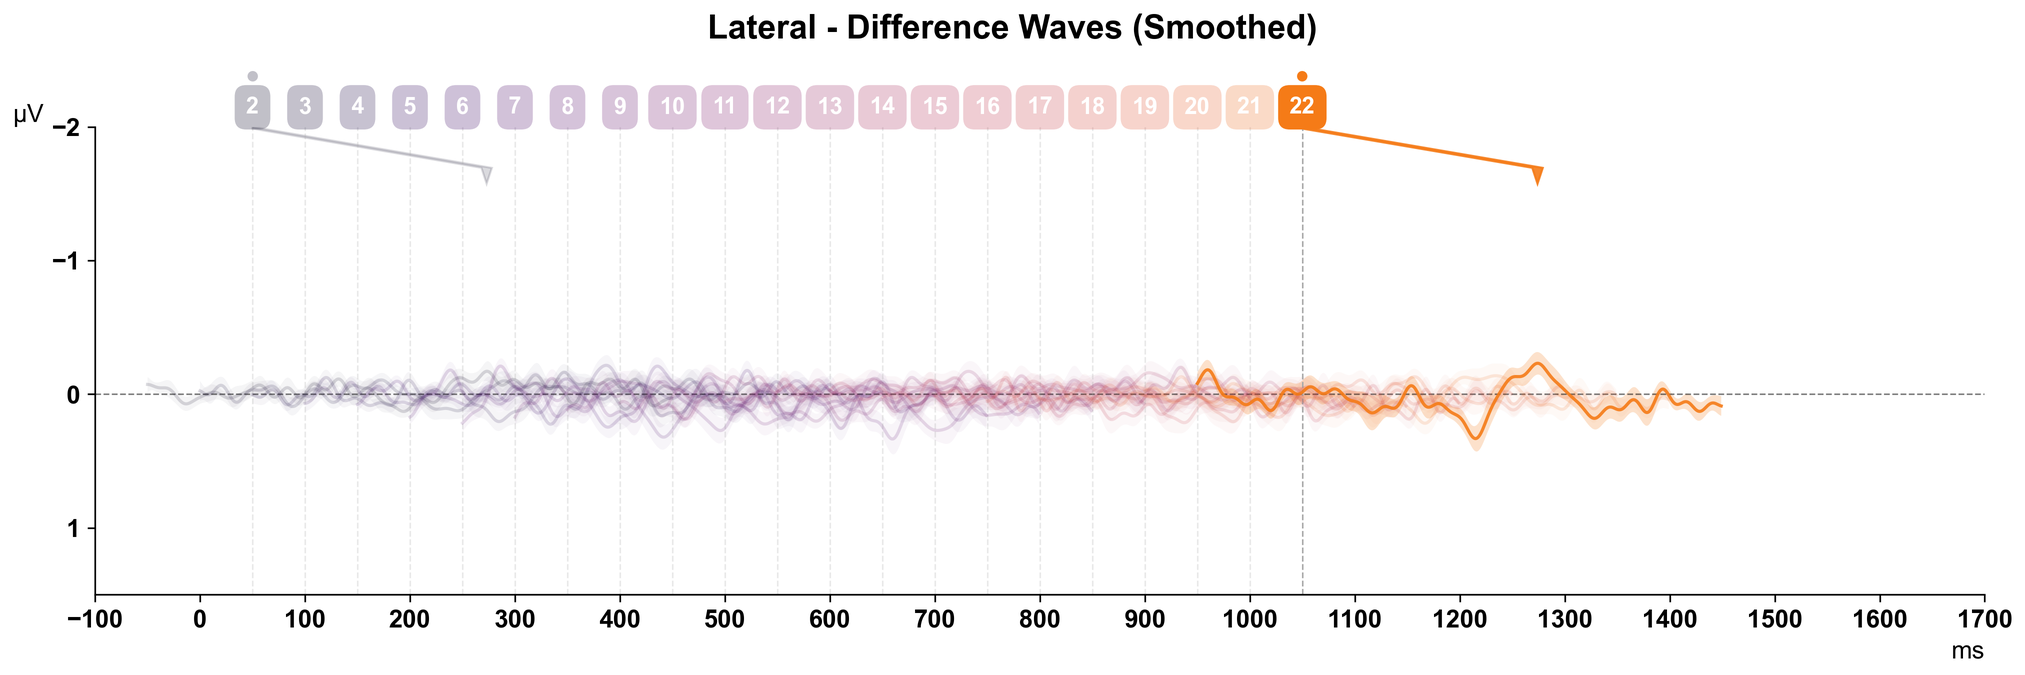 Lateral - Difference Waves (Smoothed)
2 3 4 5 6 7 8 9 10 11 12 13 14 15 16 17 18 19 20 21 22
µV
−2
−1
0
1
−100 0 100 200 300 400 500 600 700 800 900 1000 1100 1200 1300 1400 1500 1600 1700
ms